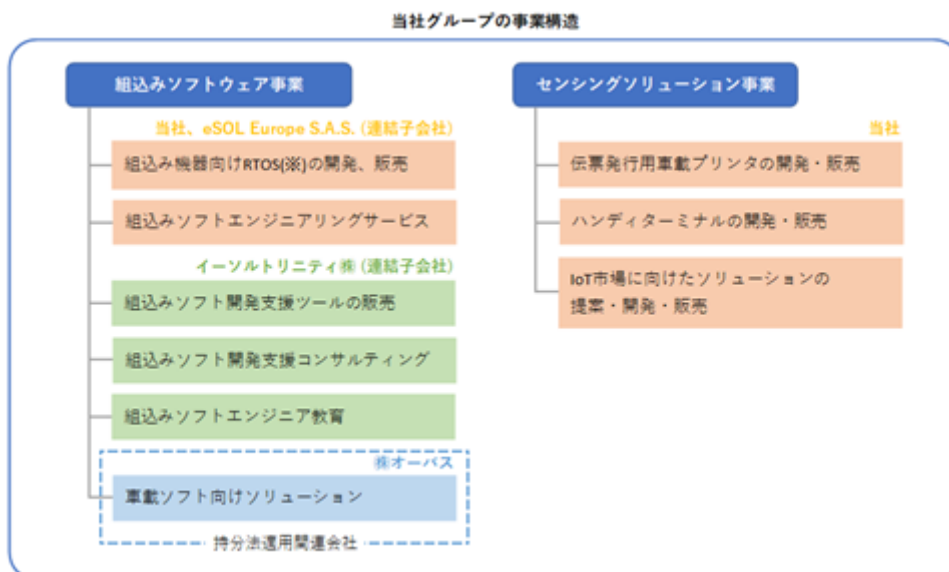 当社グループの事業構造
組込みソフトウェア事業
当社、eSOL Europe S.A.S. (連結子会社)
組込み機器向けRTOS(※)の開発、販売
組込みソフトエンジニアリングサービス
イーソルトリニティ㈱ (連結子会社)
組込みソフト開発支援ツールの販売
組込みソフト開発支援コンサルティング
組込みソフトエンジニア教育
㈱オーバス
車載ソフト向けソリューション
持分法適用関連会社
センシングソリューション事業
当社
伝票発行用車載プリンタの開発・販売
ハンディターミナルの開発・販売
IoT市場に向けたソリューションの
提案・開発・販売